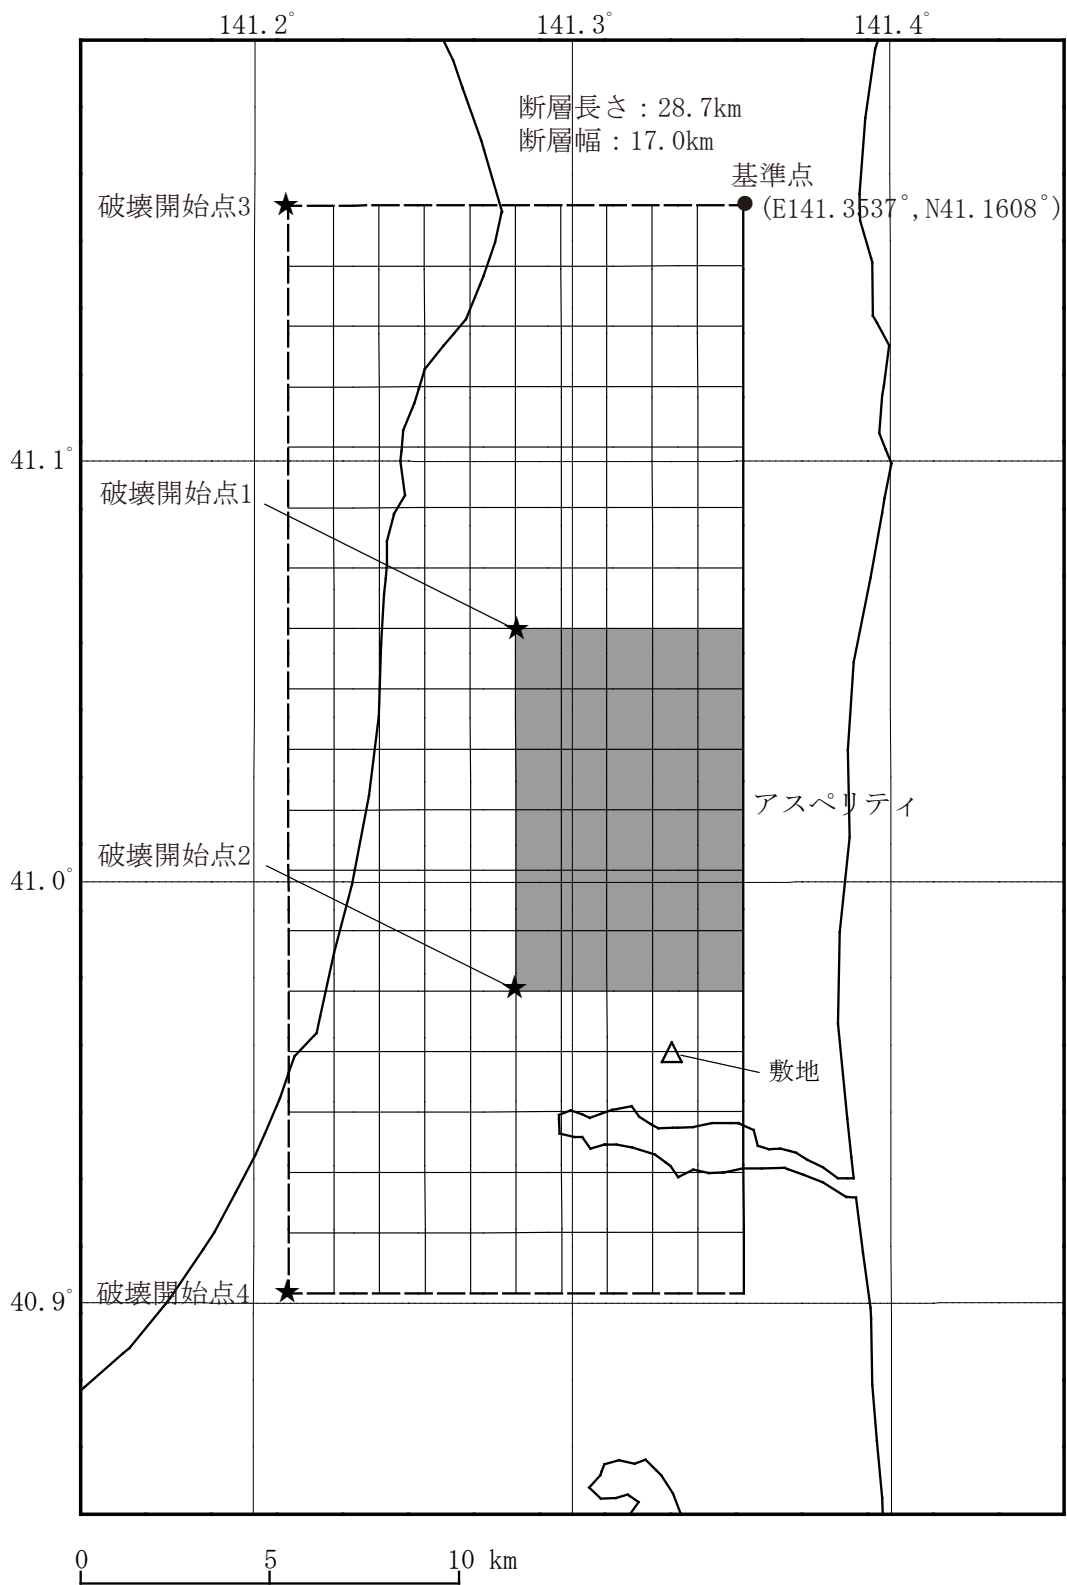 141.2°
141.3°
141.4°
断層長さ：28.7km
断層幅：17.0km
基準点
(E141.3537°,N41.1608°)
破壊開始点3
41.1°
破壊開始点1
アスペリティ
破壊開始点2
41.0°
敷地
破壊開始点4
40.9°
0 5 10 km